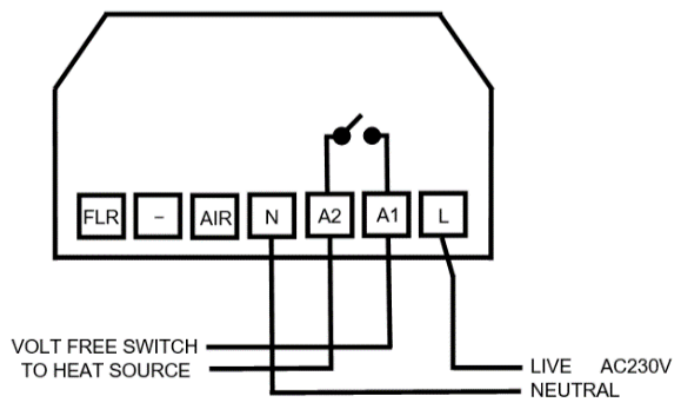 FLR – AIR N A2 A1 L
VOLT FREE SWITCH
TO HEAT SOURCE
LIVE AC230V
NEUTRAL